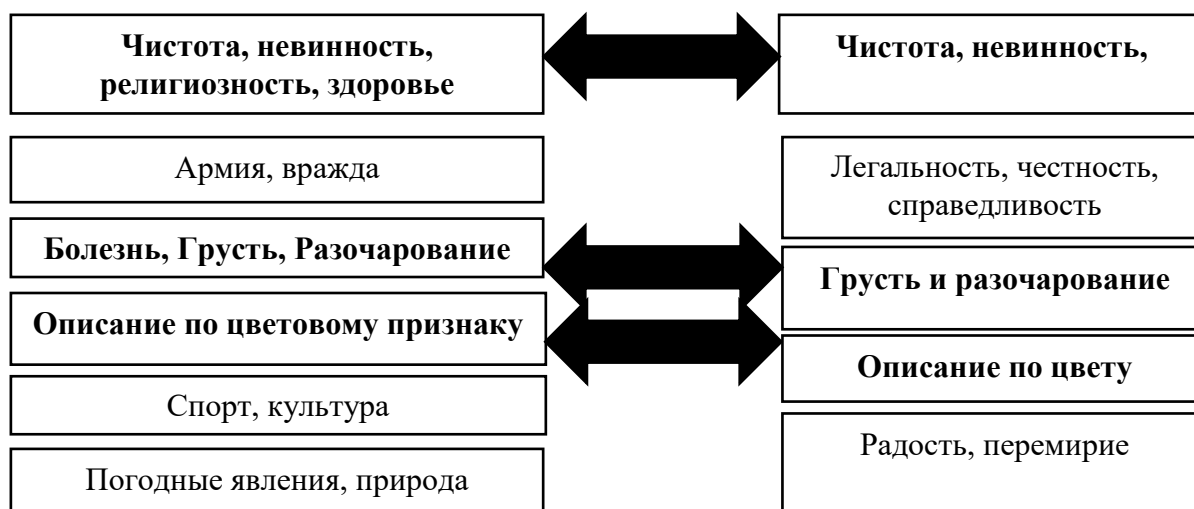 Чистота, невинность,
религиозность, здоровье
Армия, вражда
Болезнь, Грусть, Разочарование
Описание по цветовому признаку
Спорт, культура
Погодные явления, природа
Чистота, невинность,
Легальность, честность,
справедливость
Грусть и разочарование
Описание по цвету
Радость, перемирие